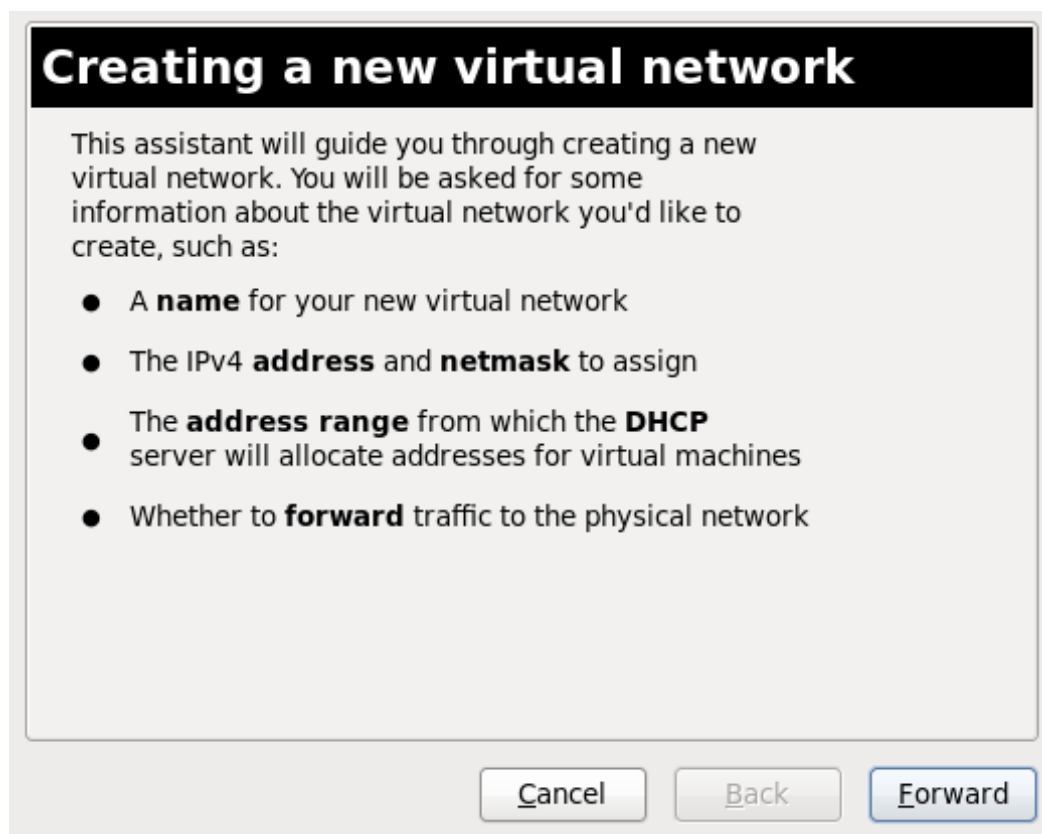 Creating a new virtual network
This assistant will guide you through creating a new
virtual network. You will be asked for some
information about the virtual network you'd like to
create, such as:
● A name for your new virtual network
● The IPv4 address and netmask to assign
● The address range from which the DHCP
server will allocate addresses for virtual machines
● Whether to forward traffic to the physical network
Cancel Back Forward